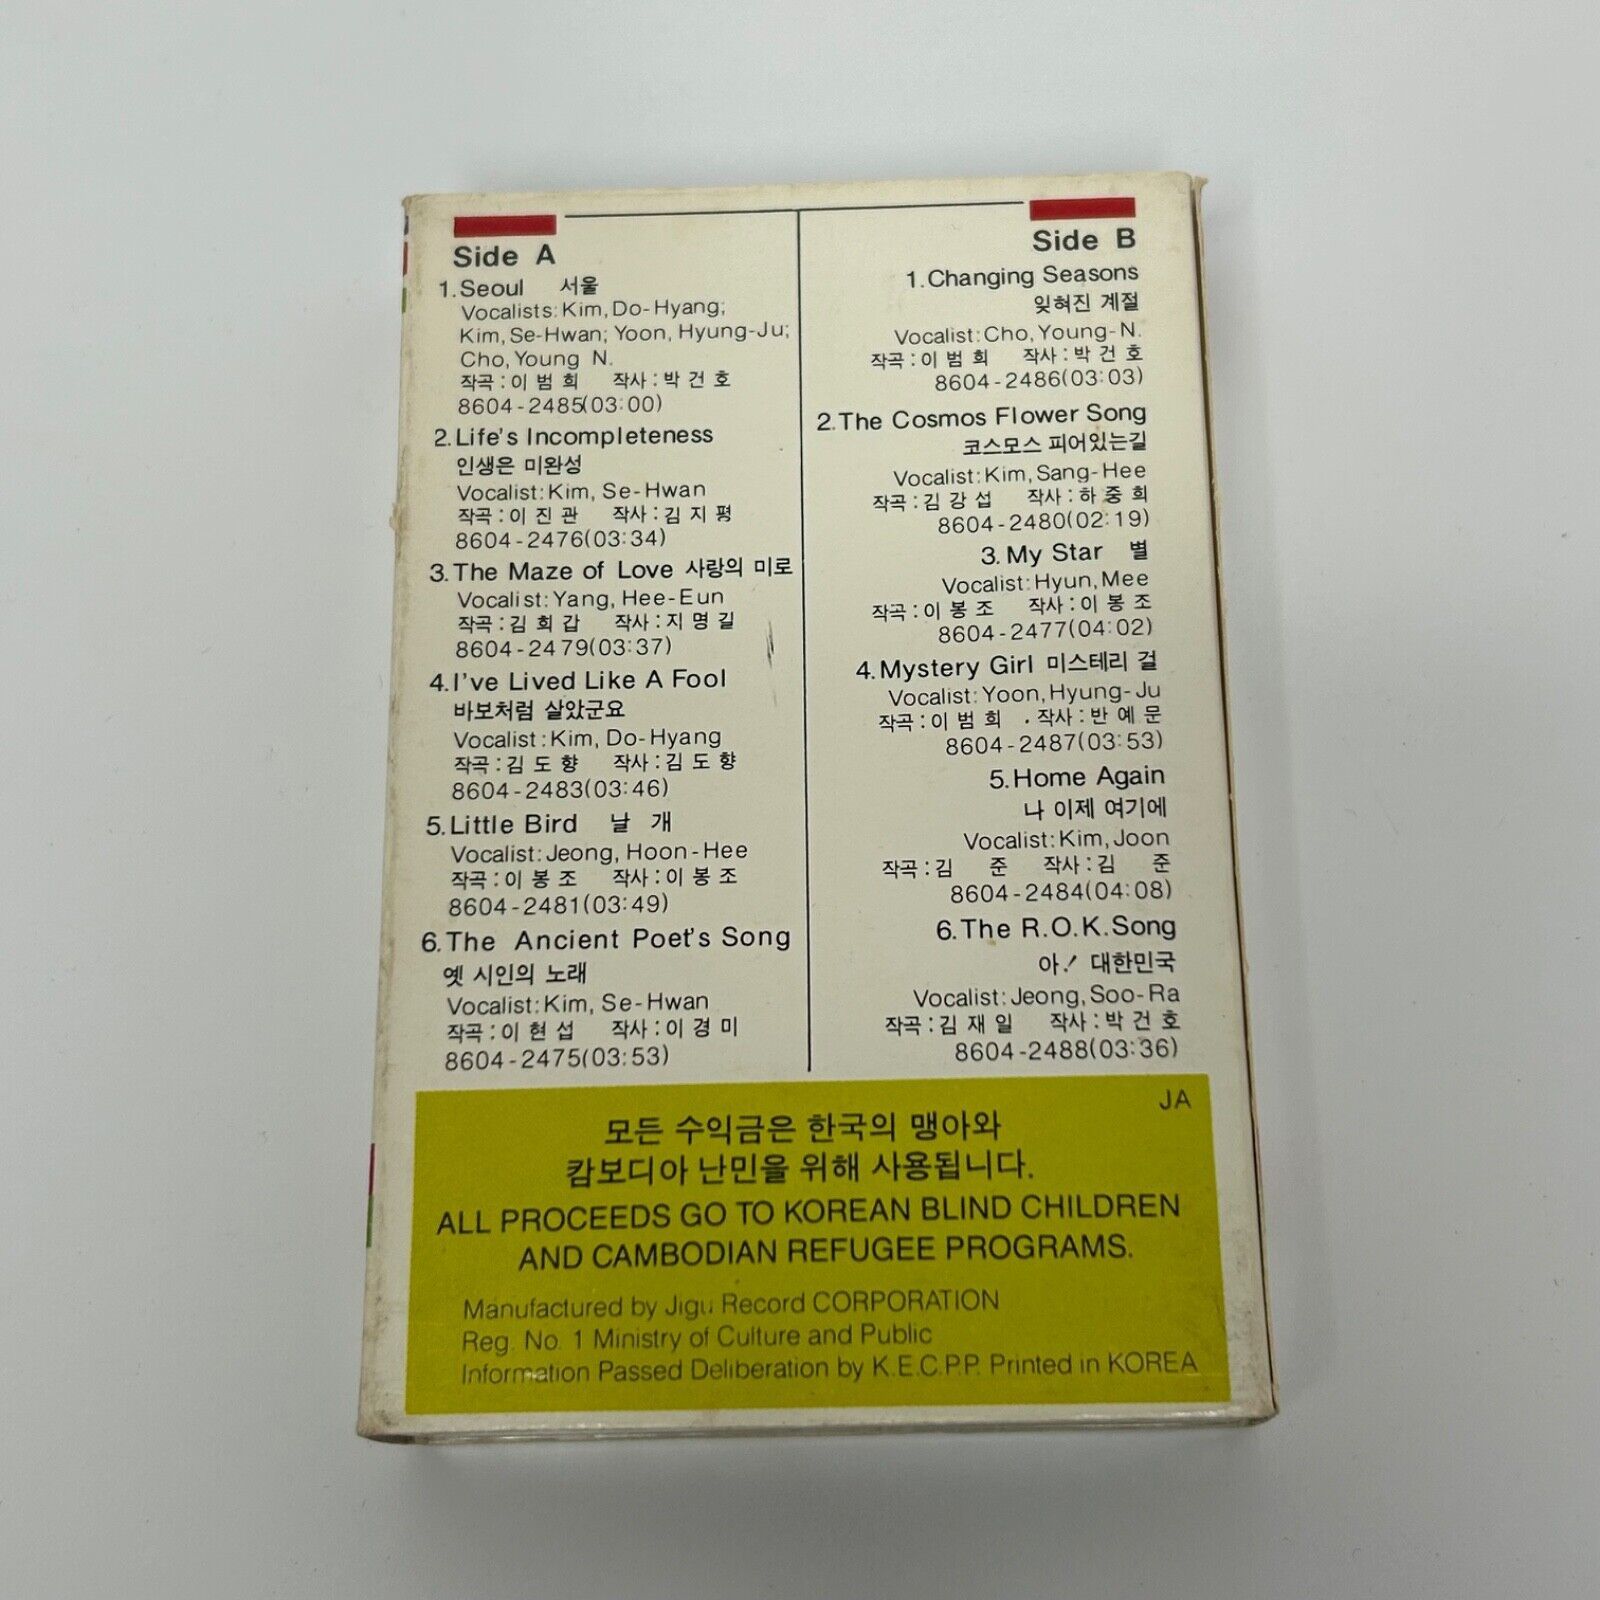 Side A
1.Seoul 서울
Vocalists:Kim, Do-Hyang;
Kim, Se-Hwan; Yoon, Hyung-Ju;
Cho, Young N.
작곡:이 범 희 작사:박 건 호
8604-2485(03:00)
2.Life's Incompleteness
인생은 미완성
Vocalist:Kim, Se-Hwan
작곡:이 진 관 작사:김 지 평
8604-2476(03:34)
3.The Maze of Love 사랑의 미로
Vocalist:Yang, Hee-Eun
작곡:김 희 갑 작사:지 명 길
8604-2479(03:37)
4.I've Lived Like A Fool
바보처럼 살았군요
Vocalist:Kim, Do-Hyang
작곡:김 도 향 작사:김 도 향
8604-2483(03:46)
5.Little Bird 날 개
Vocalist:Jeong, Hoon-Hee
작곡:이 봉 조 작사:이 봉 조
8604-2481(03:49)
6.The Ancient Poet's Song
옛 시인의 노래
Vocalist:Kim, Se-Hwan
작곡:이 현 섭 작사:이 경 미
8604-2475(03:53)
Side B
1.Changing Seasons
잊혀진 계절
Vocalist:Cho, Young-N.
작곡:이 범 희 작사:박 건 호
8604-2486(03:03)
2.The Cosmos Flower Song
코스모스 피어있는길
Vocalist:Kim, Sang-Hee
작곡:김 강 섭 작사:하 중 희
8604-2480(02:19)
3.My Star 별
Vocalist:Hyun, Mee
작곡:이 봉 조 작사:이 봉 조
8604-2477(04:02)
4.Mystery Girl 미스테리 걸
Vocalist:Yoon, Hyung-Ju
작곡:이 범 희 작사:반 예 문
8604-2487(03:53)
5.Home Again
나 이제 여기에
Vocalist:Kim, Joon
작곡:김 준 작사:김 준
8604-2484(04:08)
6.The R.O.K.Song
아! 대한민국
Vocalist:Jeong, Soo-Ra
작곡:김 재 일 작사:박 건 호
8604-2488(03:36)
JA
모든 수익금은 한국의 맹아와
캄보디아 난민을 위해 사용됩니다.
ALL PROCEEDS GO TO KOREAN BLIND CHILDREN
AND CAMBODIAN REFUGEE PROGRAMS.
Manufactured by Jigu Record CORPORATION
Reg. No. 1 Ministry of Culture and Public
Information Passed Deliberation by K.E.C.P.P. Printed in KOREA